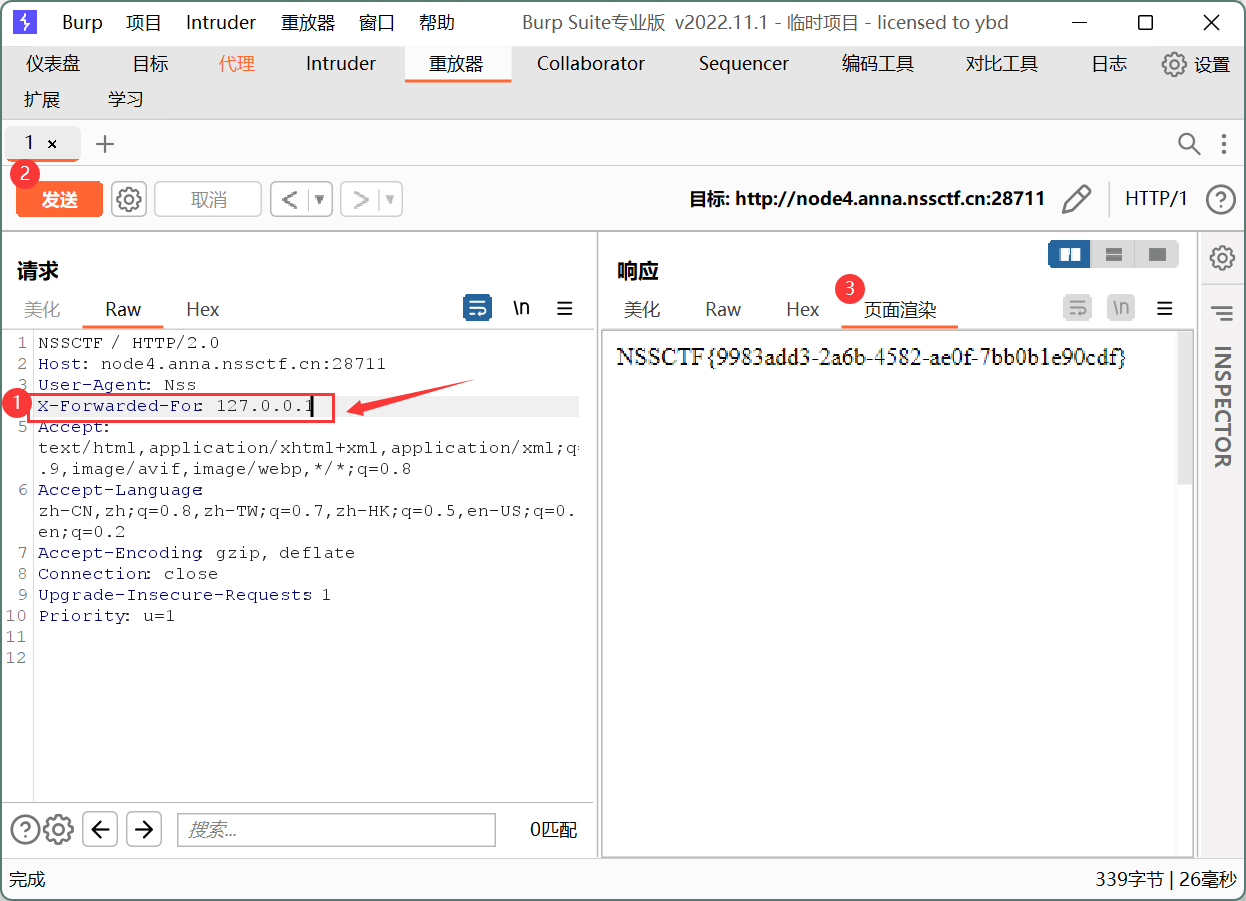 Burp 项目 Intruder 重放器 窗口 帮助 Burp Suite专业版 v2022.11.1 - 临时项目 - licensed to ybd
仪表盘 目标 代理 Intruder 重放器 Collaborator Sequencer 编码工具 对比工具 日志 设置
扩展 学习
1 ×
2
发送 取消 < > 目标: http://node4.anna.nssctf.cn:28711 HTTP/1 ?
请求
美化 Raw Hex \n
1 NSSCTF / HTTP/2.0
2 Host: node4.anna.nssctf.cn:28711
3 User-Agent: Nss
1 X-Forwarded-For: 127.0.0.1
5 Accept:
text/html,application/xhtml+xml,application/xml;q=
.9,image/avif,image/webp,*/*;q=0.8
6 Accept-Language:
zh-CN,zh;q=0.8,zh-TW;q=0.7,zh-HK;q=0.5,en-US;q=0.
en;q=0.2
7 Accept-Encoding: gzip, deflate
8 Connection: close
9 Upgrade-Insecure-Requests: 1
10 Priority: u=1
11
12
? 搜索... 0匹配
响应
3
美化 Raw Hex 页面渲染 \n
NSSCTF{9983add3-2a6b-4582-ae0f-7bb0b1e90cdf}
INSPECTOR
完成 339字节 | 26毫秒